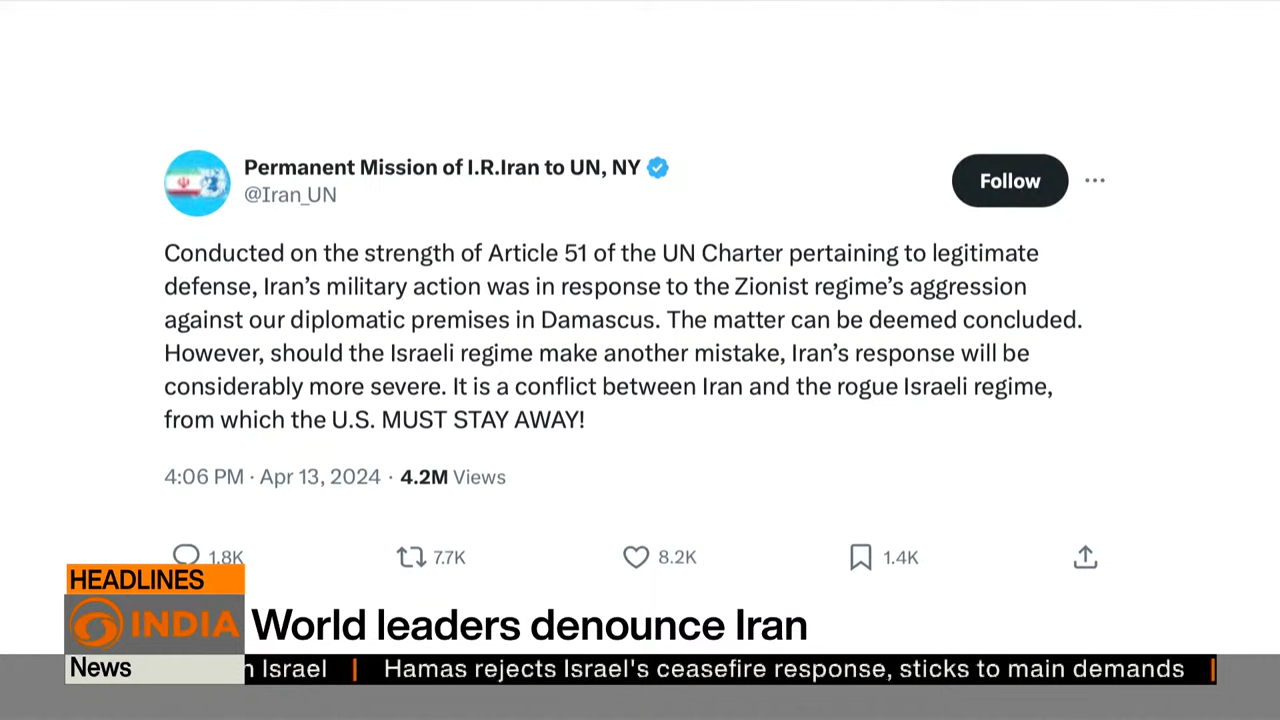 Permanent Mission of I.R.Iran to UN, NY
@Iran_UN
Follow
Conducted on the strength of Article 51 of the UN Charter pertaining to legitimate
defense, Iran’s military action was in response to the Zionist regime’s aggression
against our diplomatic premises in Damascus. The matter can be deemed concluded.
However, should the Israeli regime make another mistake, Iran’s response will be
considerably more severe. It is a conflict between Iran and the rogue Israeli regime,
from which the U.S. MUST STAY AWAY!
4:06 PM · Apr 13, 2024 · 4.2M Views
1.8K 7.7K 8.2K 1.4K
HEADLINES
INDIA World leaders denounce Iran
News
Israel | Hamas rejects Israel's ceasefire response, sticks to main demands |